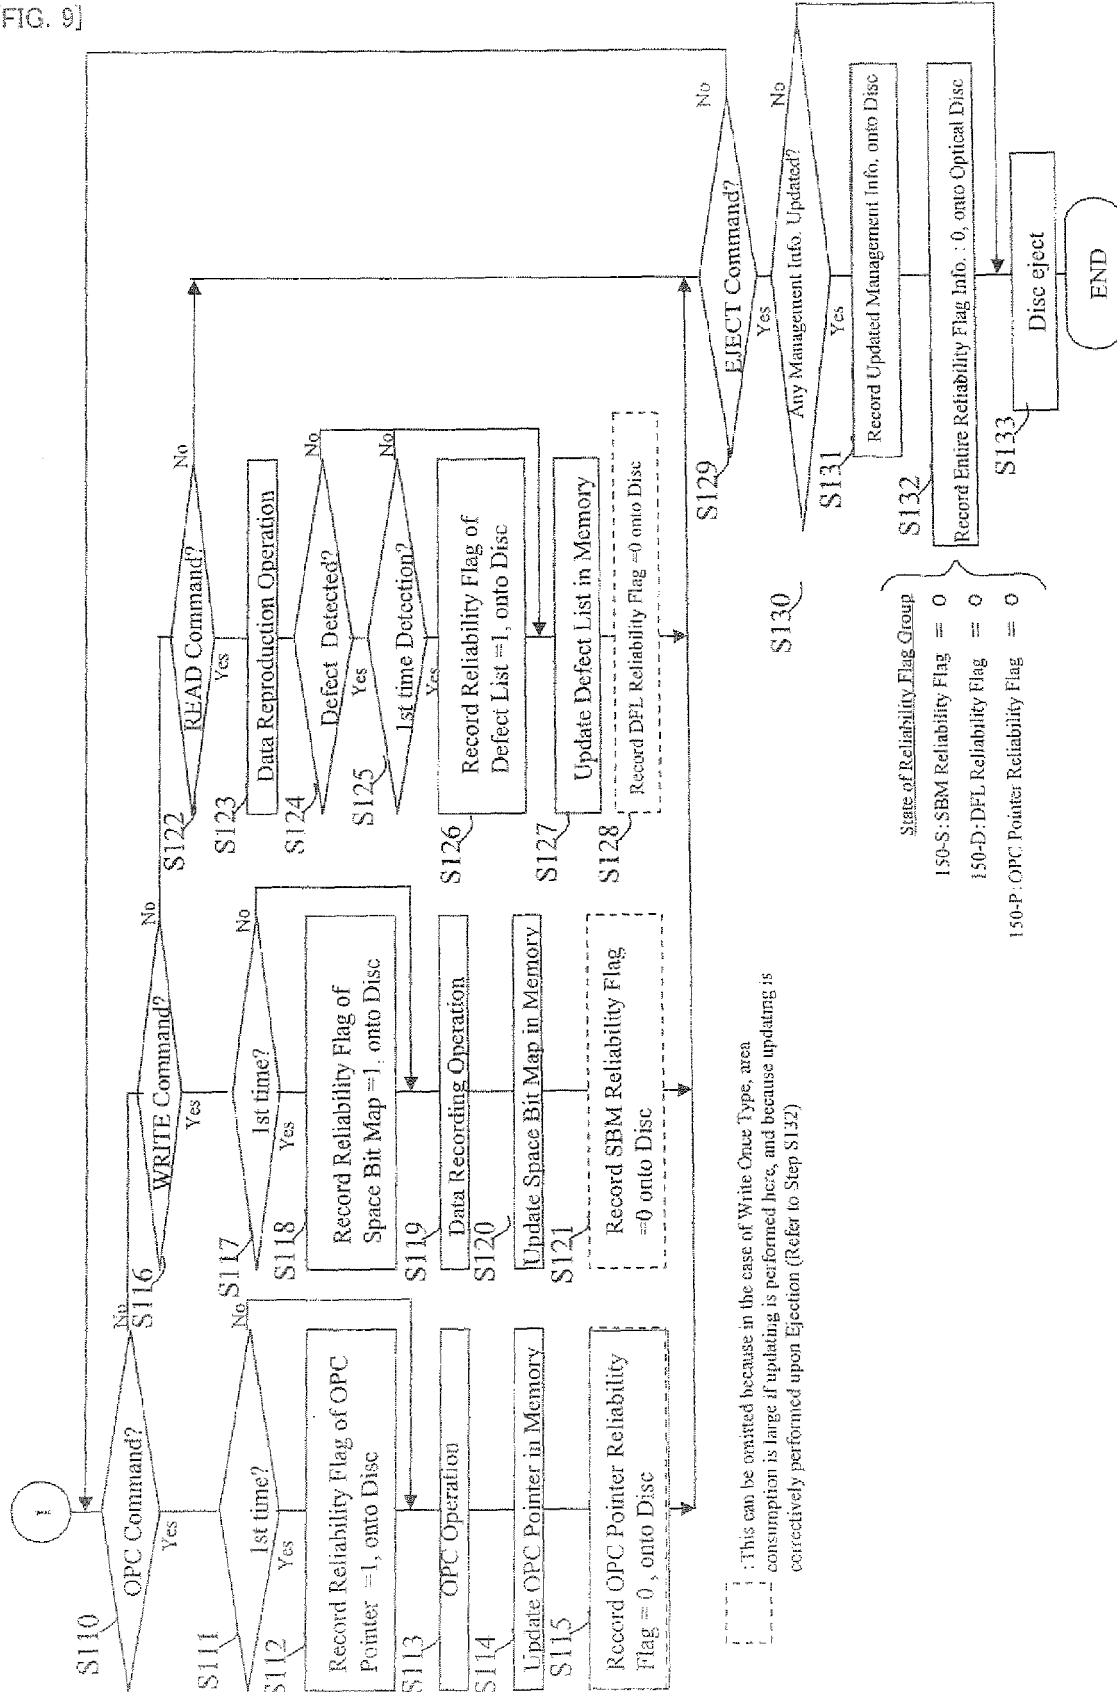 [FIG. 9]
S110
OPC Command?
No
Yes
S111
1st time?
No
Yes
S112
Record Reliability Flag of OPC
Pointer =1, onto Disc
S113
OPC Operation
S114
Update OPC Pointer in Memory
S115
Record OPC Pointer Reliability
Flag = 0 , onto Disc
S116
WRITE Command?
No
Yes
S117
1st time?
No
Yes
S118
Record Reliability Flag of
Space Bit Map =1, onto Disc
S119
Data Recording Operation
S120
Update Space Bit Map in Memory
S121
Record SBM Reliability Flag
=0 onto Disc
S122
READ Command?
No
Yes
S123
Data Reproduction Operation
S124
Defect Detected?
No
Yes
S125
1st time Detection?
No
Yes
S126
Record Reliability Flag of
Defect List =1, onto Disc
S127
Update Defect List in Memory
S128
Record DFL Reliability Flag =0 onto Disc
S129
EJECT Command?
No
Yes
S130
Any Management Info. Updated?
No
Yes
S131
Record Updated Management Info. onto Disc
S132
Record Entire Reliability Flag Info. : 0, onto Optical Disc
S133
Disc eject
END
State of Reliability Flag Group
150-S: SBM Reliability Flag = 0
150-D: DFL Reliability Flag = 0
150-P: OPC Pointer Reliability Flag = 0
: This can be omitted because in the case of Write Once Type, area
consumption is large if updating is performed here, and because updating is
correctively performed upon Ejection (Refer to Step S132)